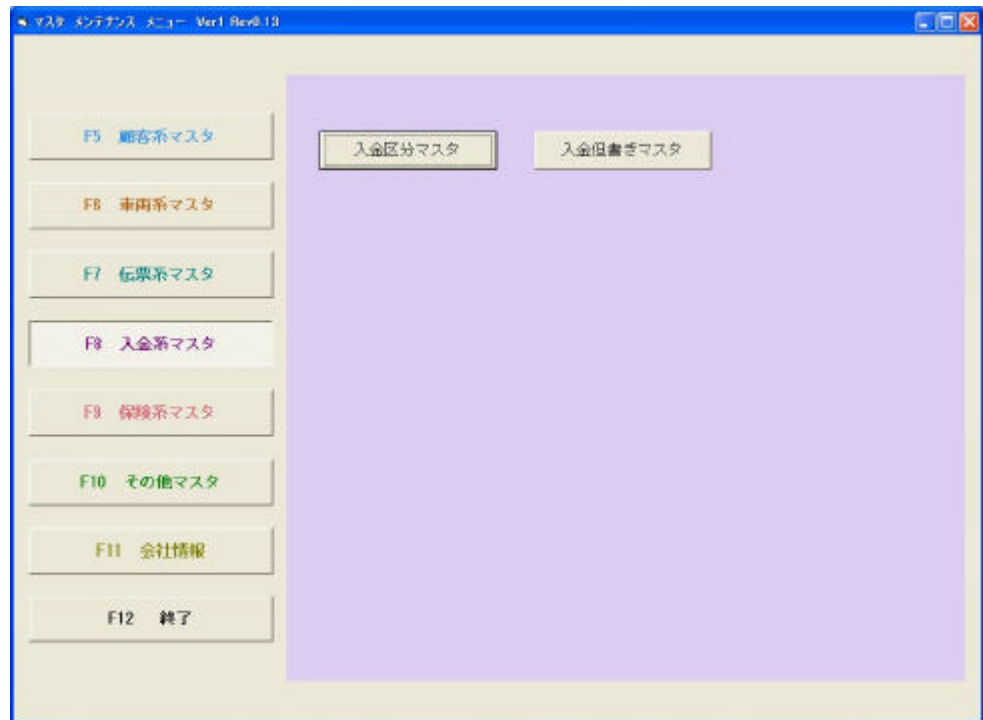 マスタ メンテナンス メニュー Ver1 Rev0.13
F5 顧客系マスタ
F6 車両系マスタ
F7 伝票系マスタ
F8 入金系マスタ
F9 保険系マスタ
F10 その他マスタ
F11 会社情報
F12 終了
入金区分マスタ
入金但書きマスタ